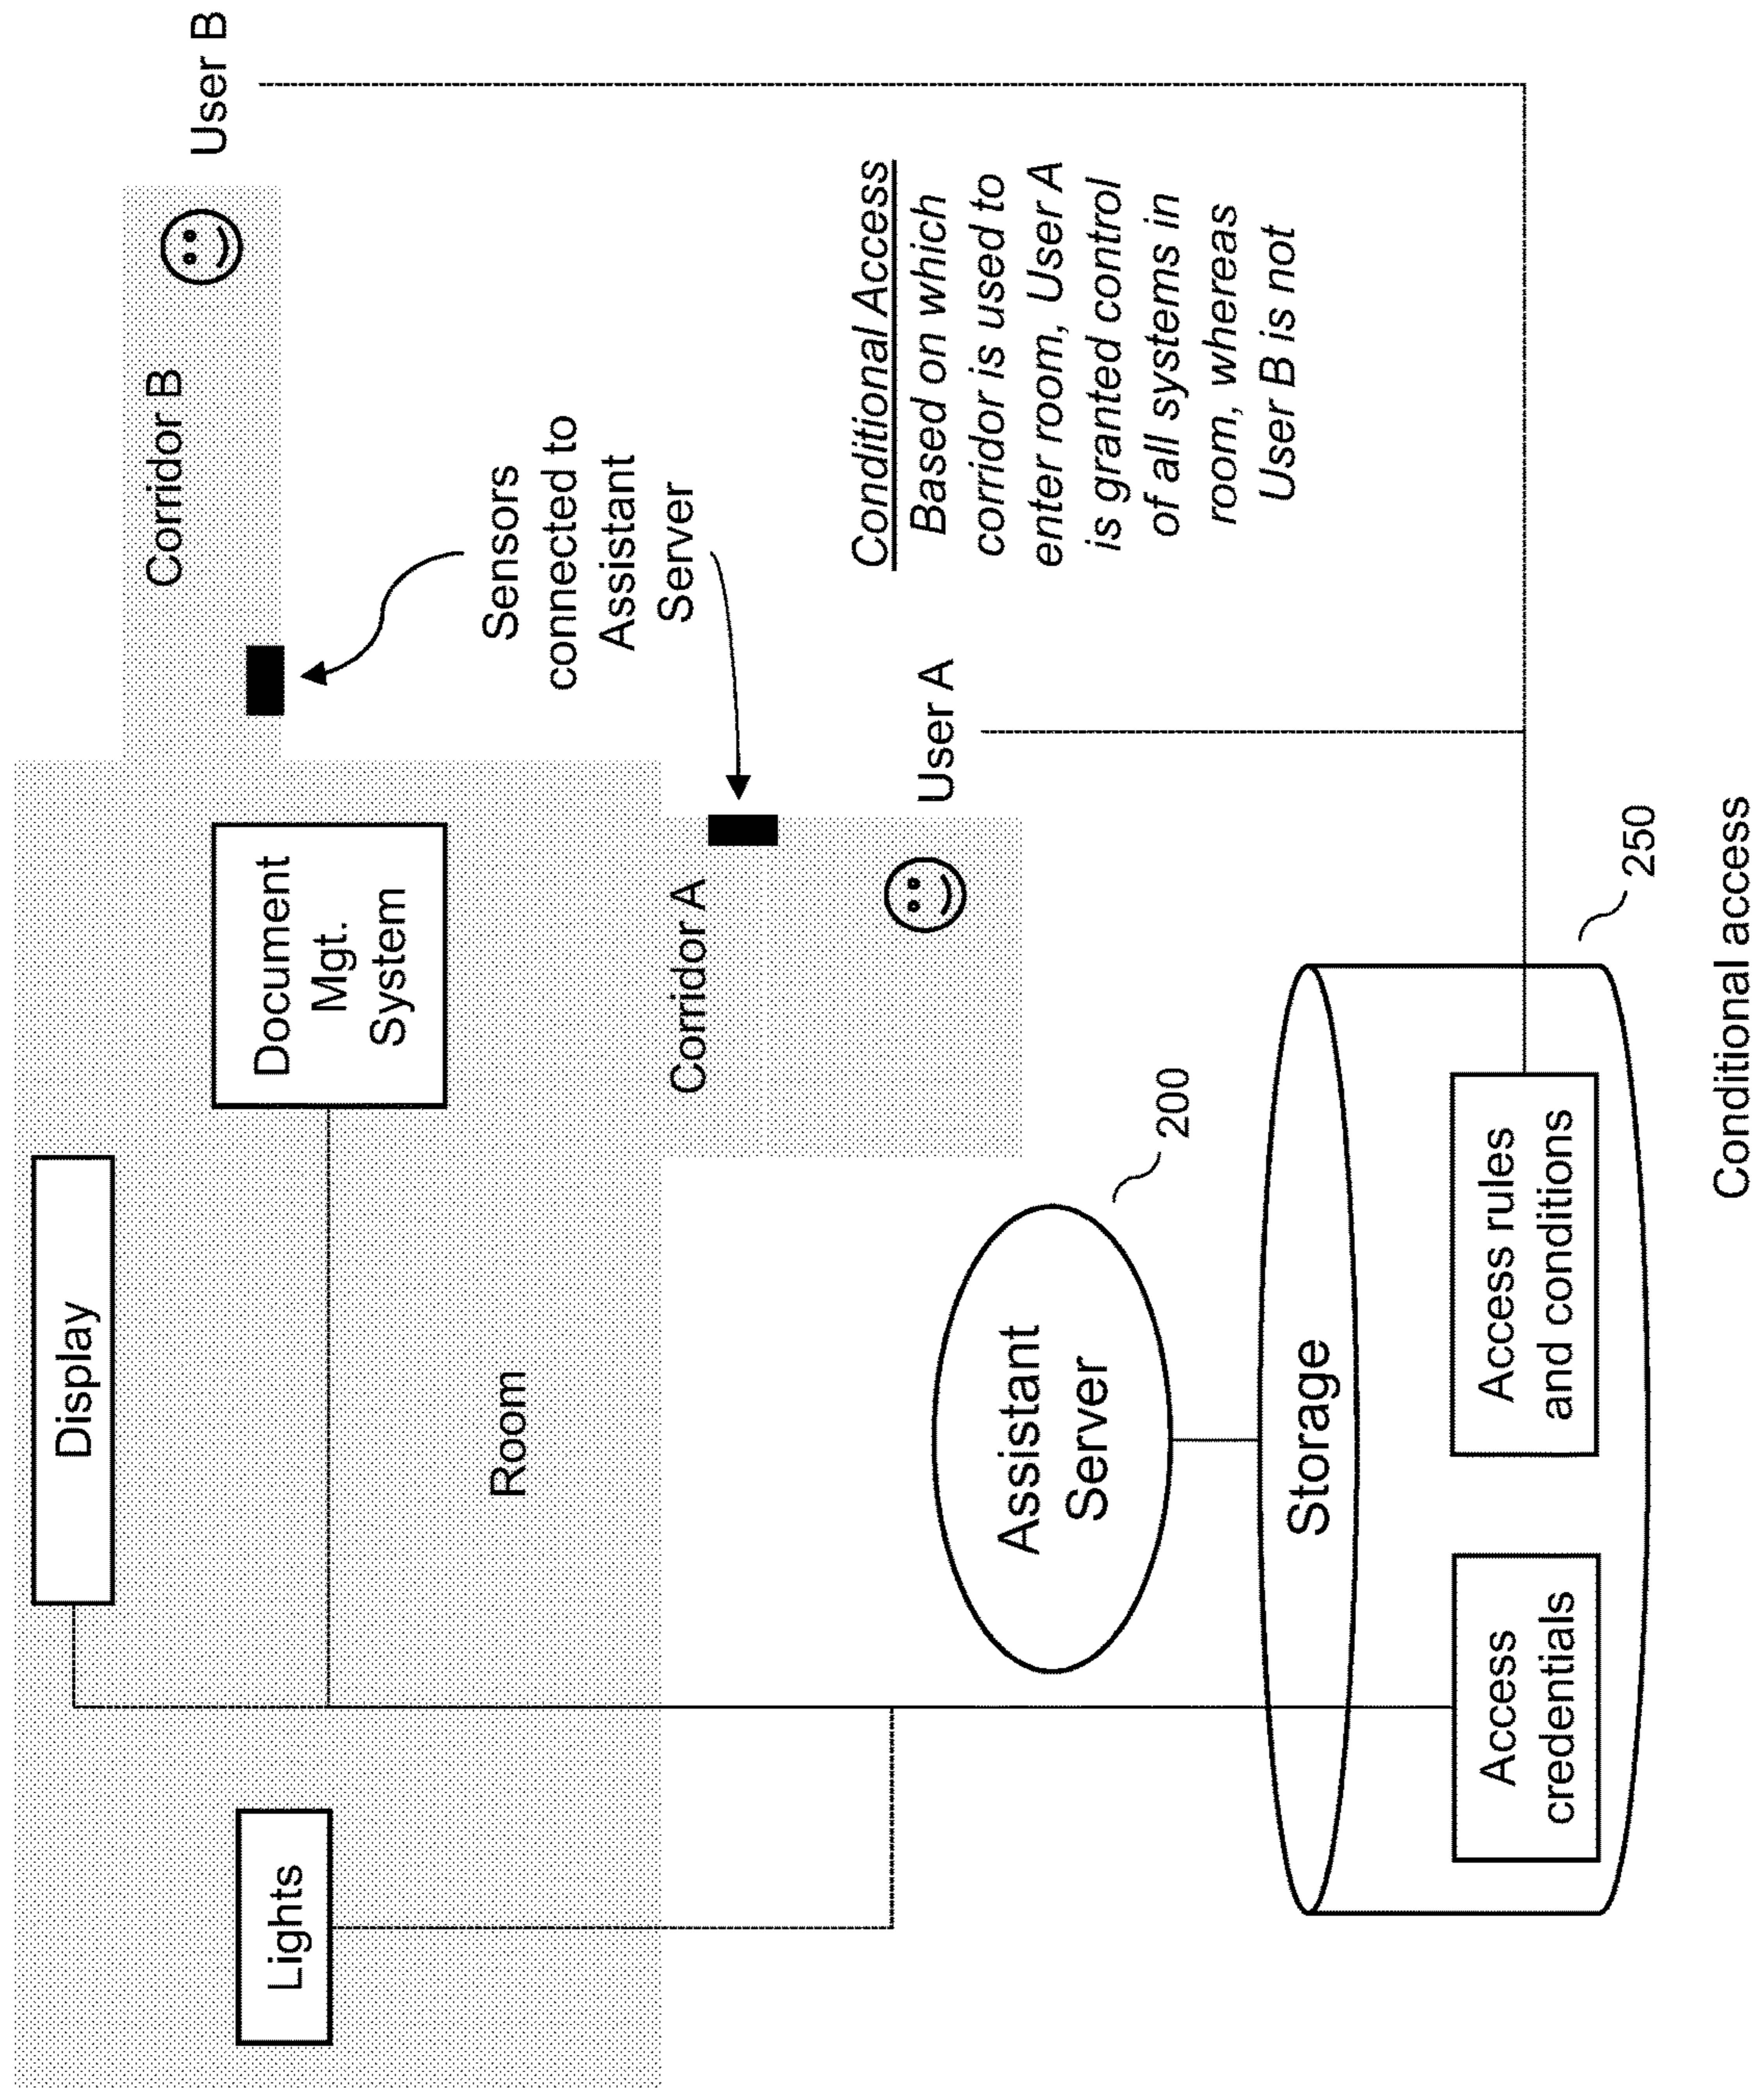 Display
Lights
Document
Mgt.
System
Room
Corridor B
User B
Sensors
connected to
Assistant
Server
Corridor A
User A
Conditional Access
Based on which
corridor is used to
enter room, User A
is granted control
of all systems in
room, whereas
User B is not
Assistant
Server
200
Storage
250
Access
credentials
Access rules
and conditions
Conditional access